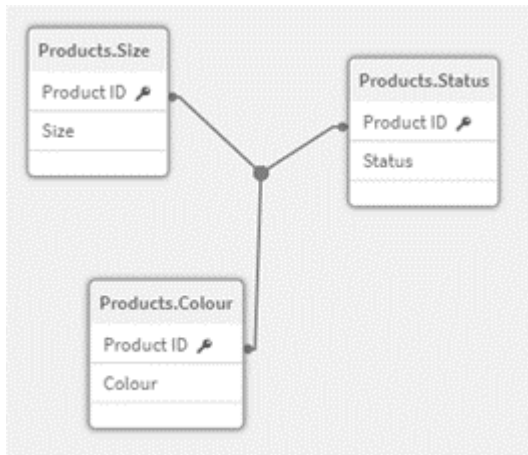 Products.Size
Product ID
Size
Products.Status
Product ID
Status
Products.Colour
Product ID
Colour